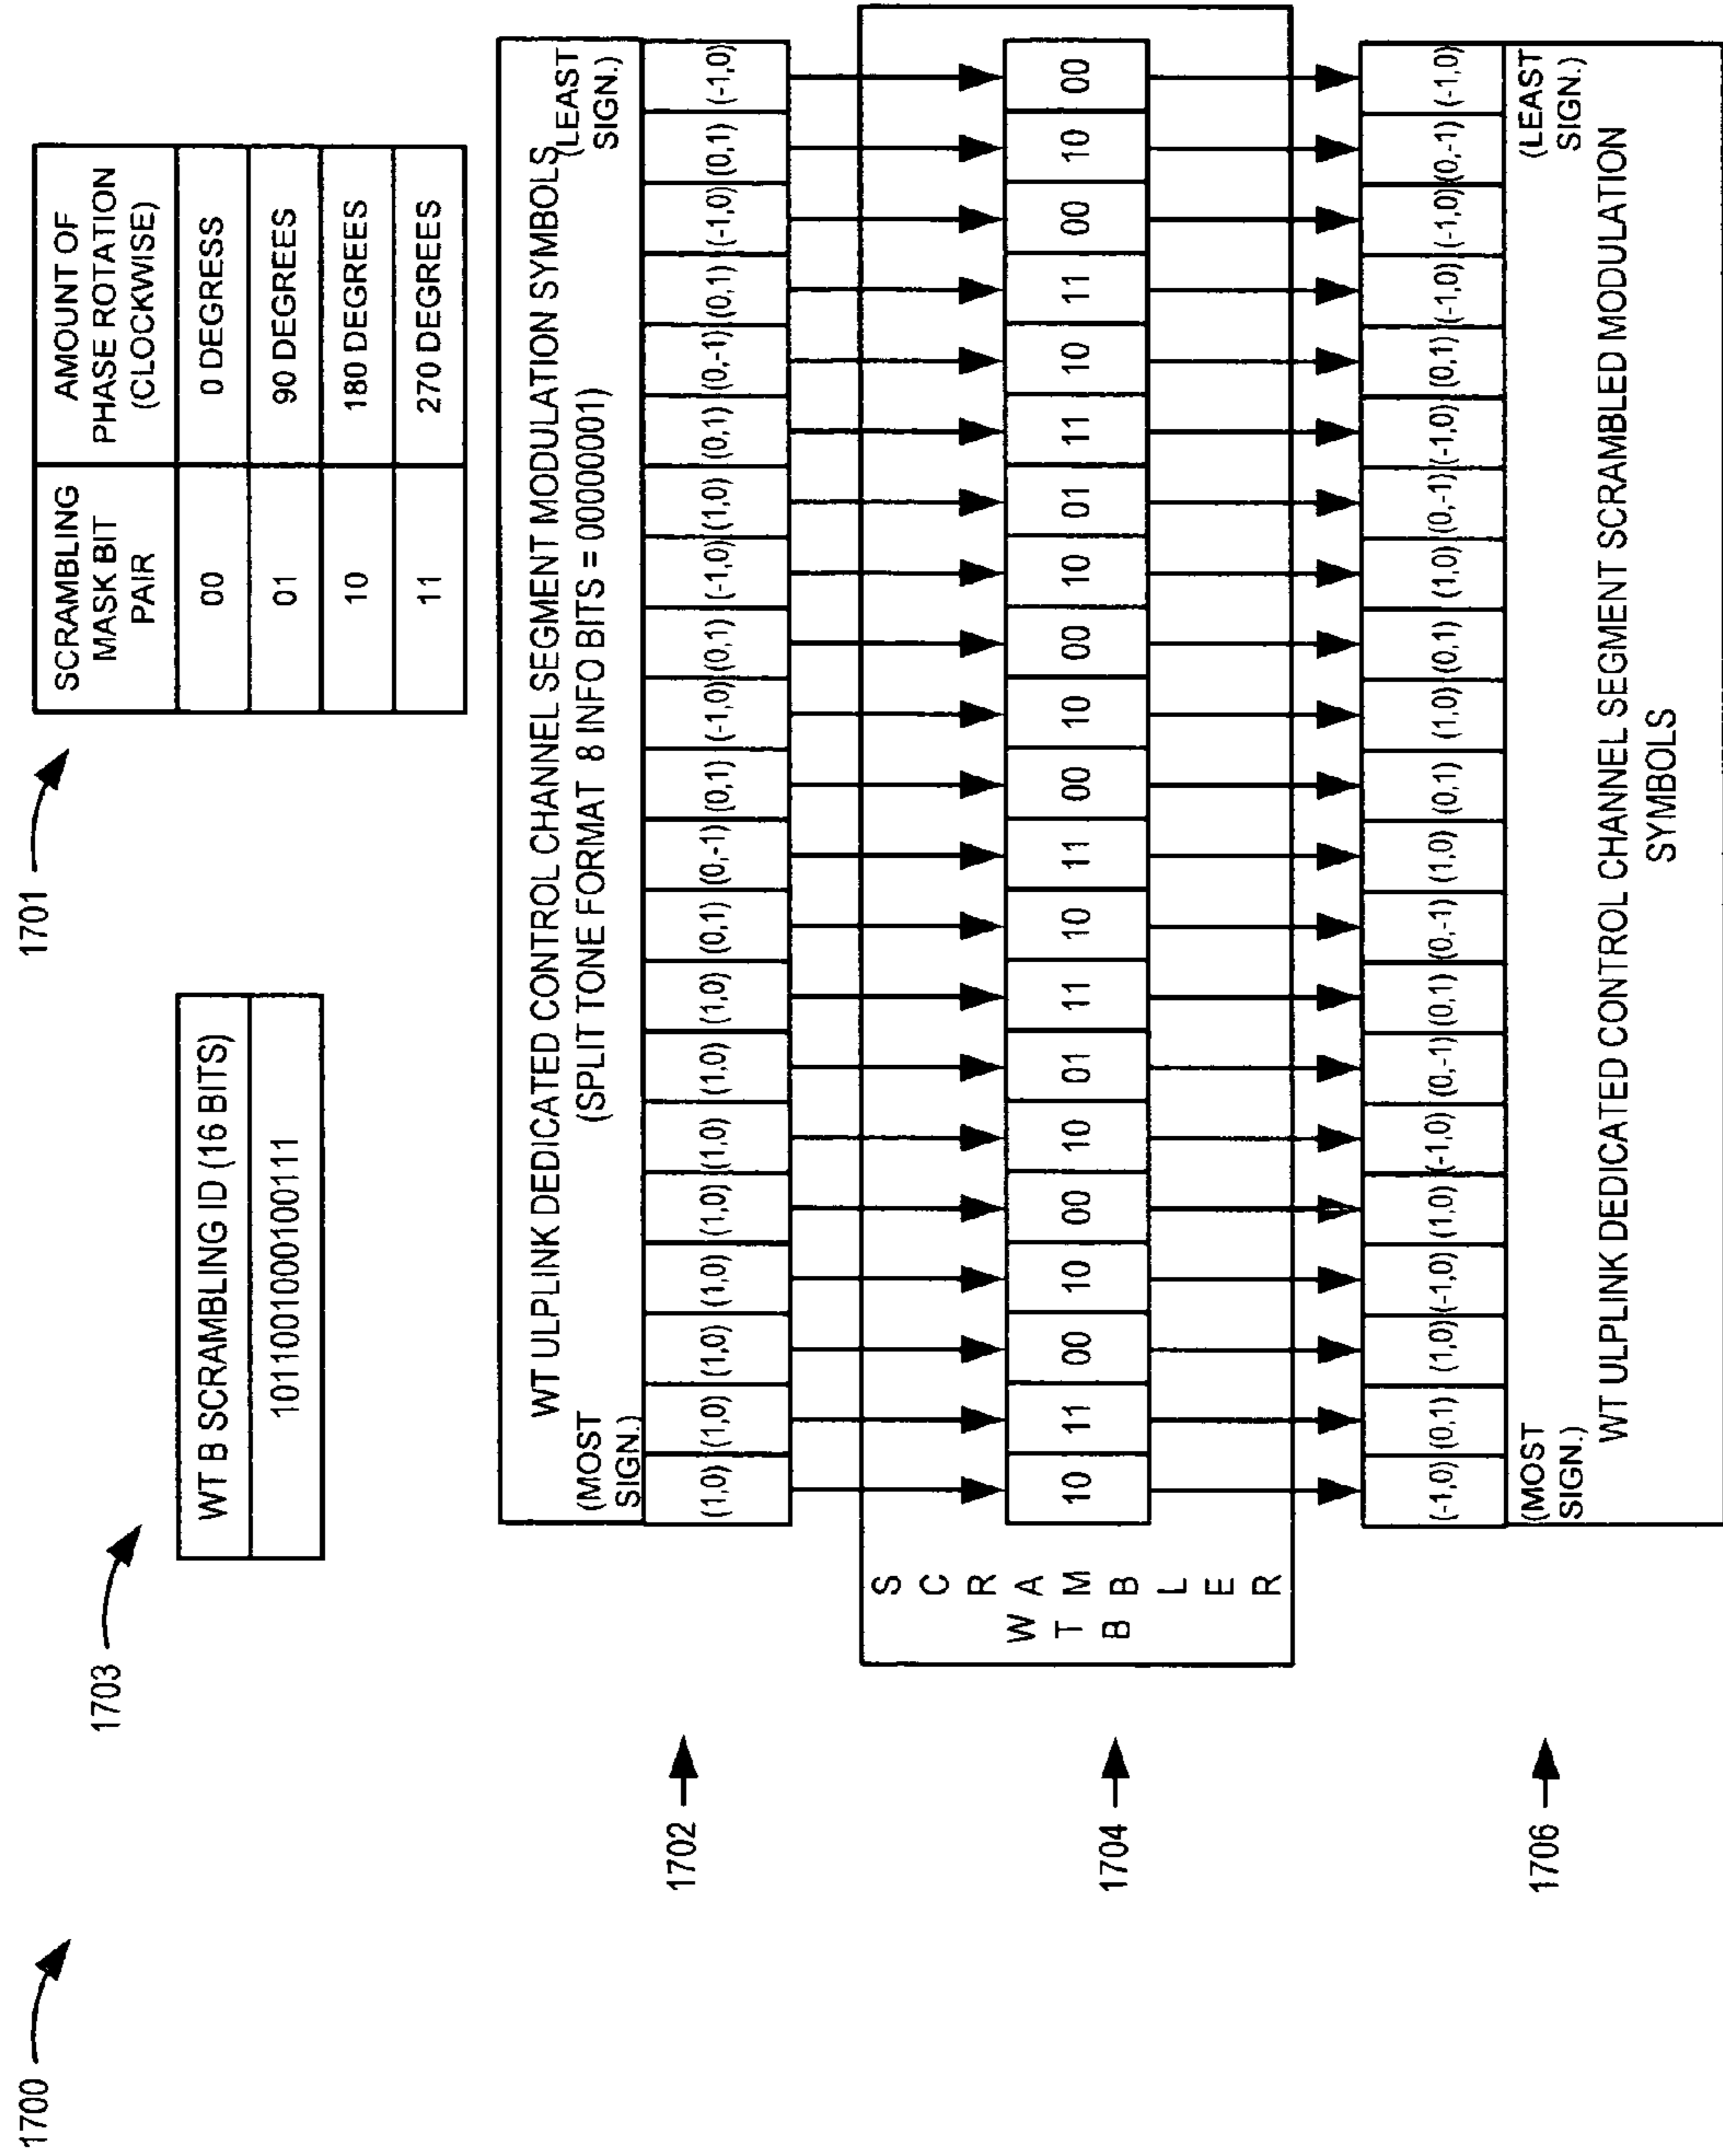 1700
1703
WT B SCRAMBLING ID (16 BITS)
1011001000100111
1701
SCRAMBLING MASK BIT PAIR
AMOUNT OF PHASE ROTATION (CLOCKWISE)
00 0 DEGRESS
01 90 DEGREES
10 180 DEGREES
11 270 DEGREES
WT ULPLINK DEDICATED CONTROL CHANNEL SEGMENT MODULATION SYMBOLS
(SPLIT TONE FORMAT 8 INFO BITS = 00000001)
(MOST SIGN.)
(LEAST SIGN.)
1702
(1,0) (1,0) (1,0) (1,0) (1,0) (1,0) (1,0) (1,0) (0,1) (0,-1) (0,1) (-1,0) (0,1) (-1,0) (1,0) (0,1) (0,-1) (0,1) (-1,0) (0,1) (-1,0)
WT B
SCRAMBLER
1704
10 11 00 10 00 10 01 11 10 11 00 10 00 10 01 11 10 11 00 10 00
1706
(-1,0) (0,1) (1,0) (-1,0) (1,0) (-1,0) (0,-1) (0,1) (0,-1) (1,0) (0,1) (1,0) (0,1) (1,0) (0,-1) (-1,0) (0,1) (-1,0) (-1,0) (0,-1) (-1,0)
(MOST SIGN.)
(LEAST SIGN.)
WT ULPLINK DEDICATED CONTROL CHANNEL SEGMENT SCRAMBLED MODULATION
SYMBOLS